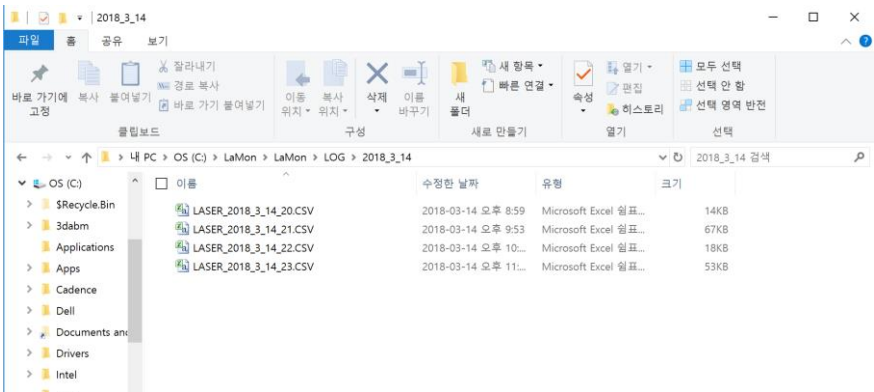 2018_3_14
파일 홈 공유 보기
바로 가기에 고정
복사
붙여넣기
잘라내기
경로 복사
바로 가기 붙여넣기
클립보드
이동 위치
복사 위치
삭제
이름 바꾸기
구성
새 폴더
새 항목
빠른 연결
새로 만들기
속성
열기
편집
히스토리
열기
모두 선택
선택 안 함
선택 영역 반전
선택
내 PC > OS (C:) > LaMon > LaMon > LOG > 2018_3_14
2018_3_14 검색
OS (C:)
$Recycle.Bin
3dabm
Applications
Apps
Cadence
Dell
Documents and
Drivers
Intel
이름 수정한 날짜 유형 크기
LASER_2018_3_14_20.CSV 2018-03-14 오후 8:59 Microsoft Excel 쉼표... 14KB
LASER_2018_3_14_21.CSV 2018-03-14 오후 9:53 Microsoft Excel 쉼표... 67KB
LASER_2018_3_14_22.CSV 2018-03-14 오후 10:... Microsoft Excel 쉼표... 18KB
LASER_2018_3_14_23.CSV 2018-03-14 오후 11:... Microsoft Excel 쉼표... 53KB